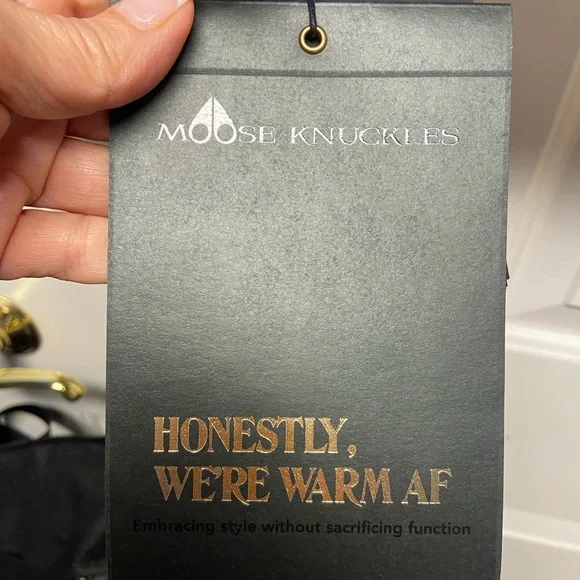 MOOSE KNUCKLES
HONESTLY,
WE'RE WARM AF
Embracing style without sacrificing function